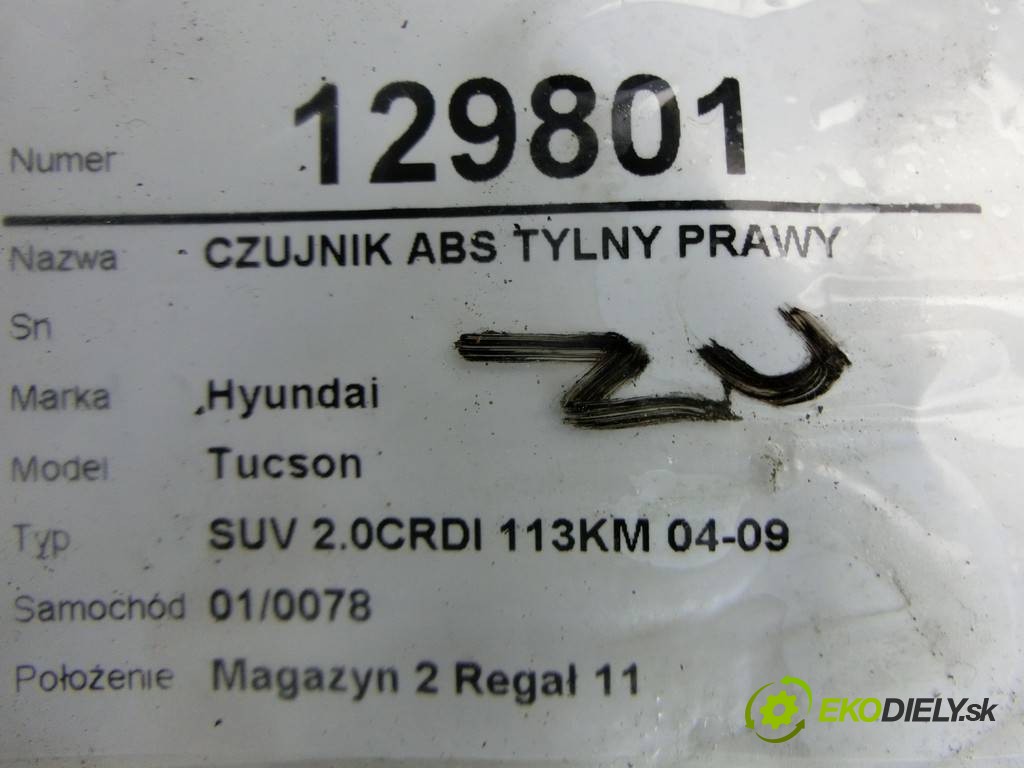 Numer 129801
Nazwa CZUJNIK ABS TYLNY PRAWY
Sn
ZU
Marka Hyundai
Model Tucson
Typ SUV 2.0CRDI 113KM 04-09
Samochód 01/0078
Położenie Magazyn 2 Regał 11
EKODIELY.sk